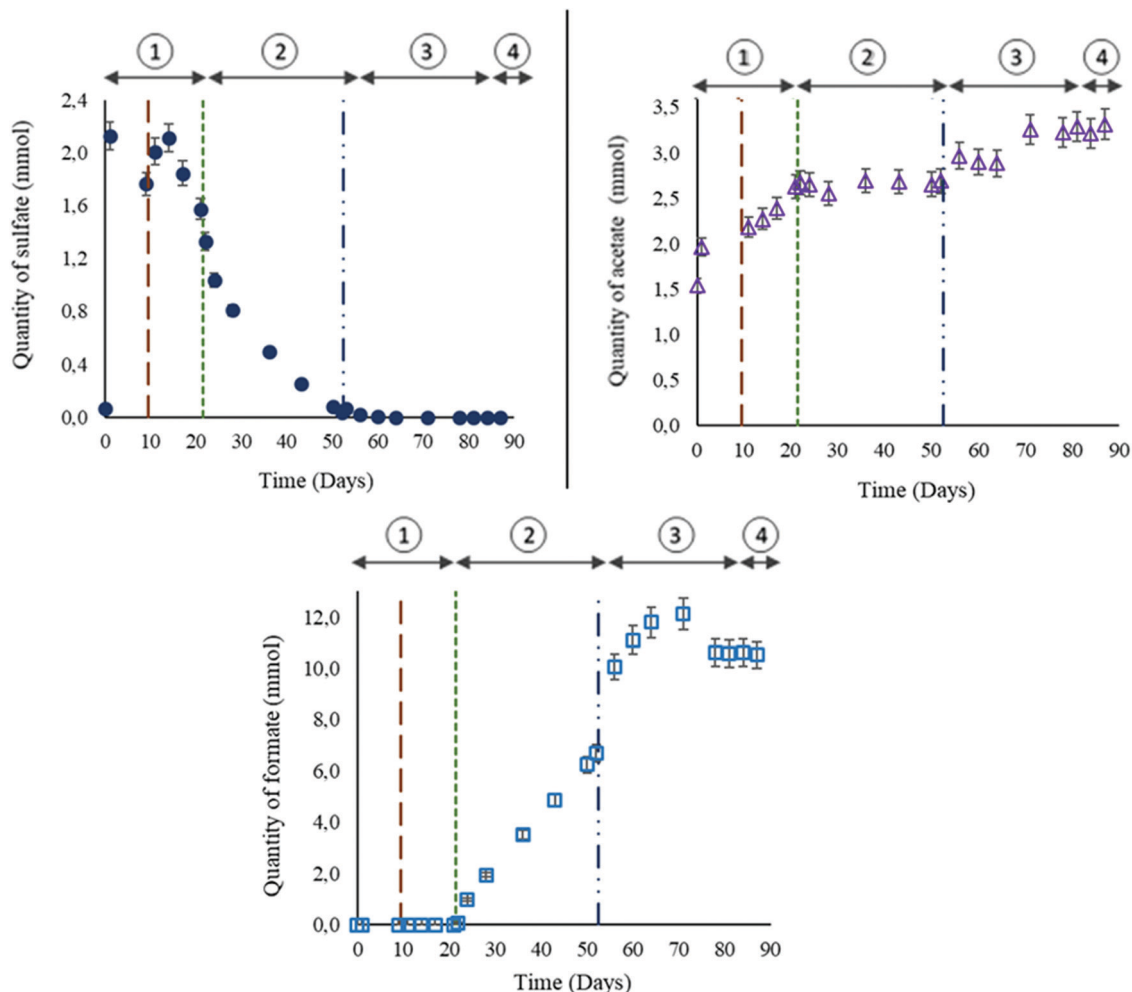 1 2 3 4
2,4
2,0
1,6
1,2
0,8
0,4
0,0
Quantity of sulfate (mmol)
0 10 20 30 40 50 60 70 80 90
Time (Days)
1 2 3 4
3,5
3,0
2,5
2,0
1,5
1,0
0,5
0,0
Quantity of acetate (mmol)
0 10 20 30 40 50 60 70 80 90
Time (Days)
1 2 3 4
12,0
10,0
8,0
6,0
4,0
2,0
0,0
Quantity of formate (mmol)
0 10 20 30 40 50 60 70 80 90
Time (Days)